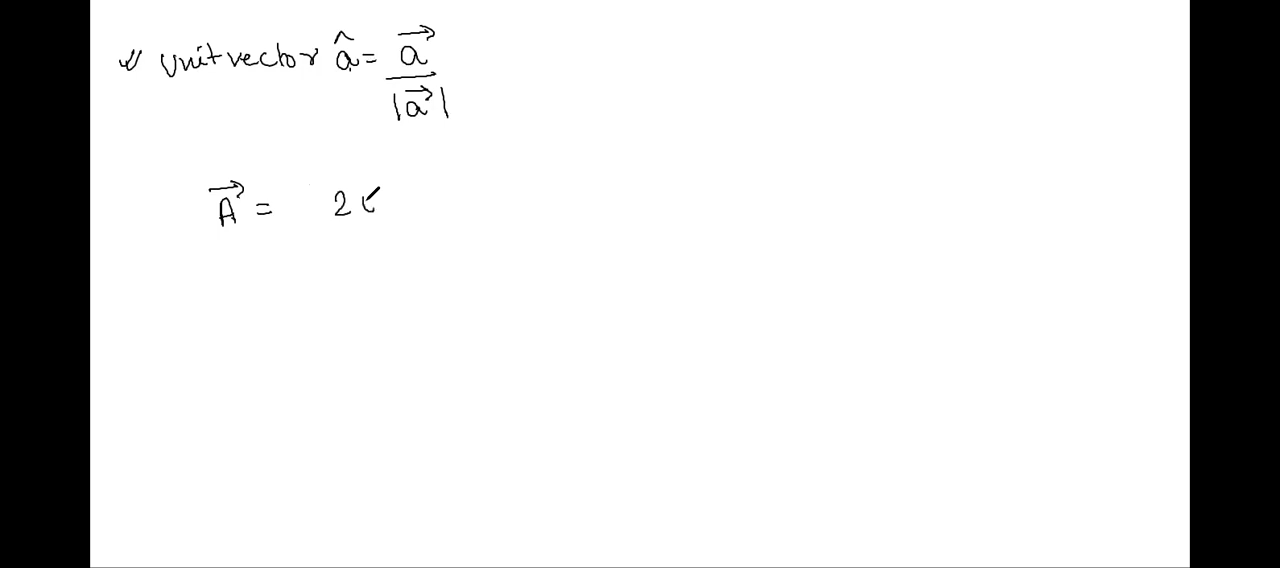 Unit vector â = a⃗ / |a⃗|
A⃗ = 2